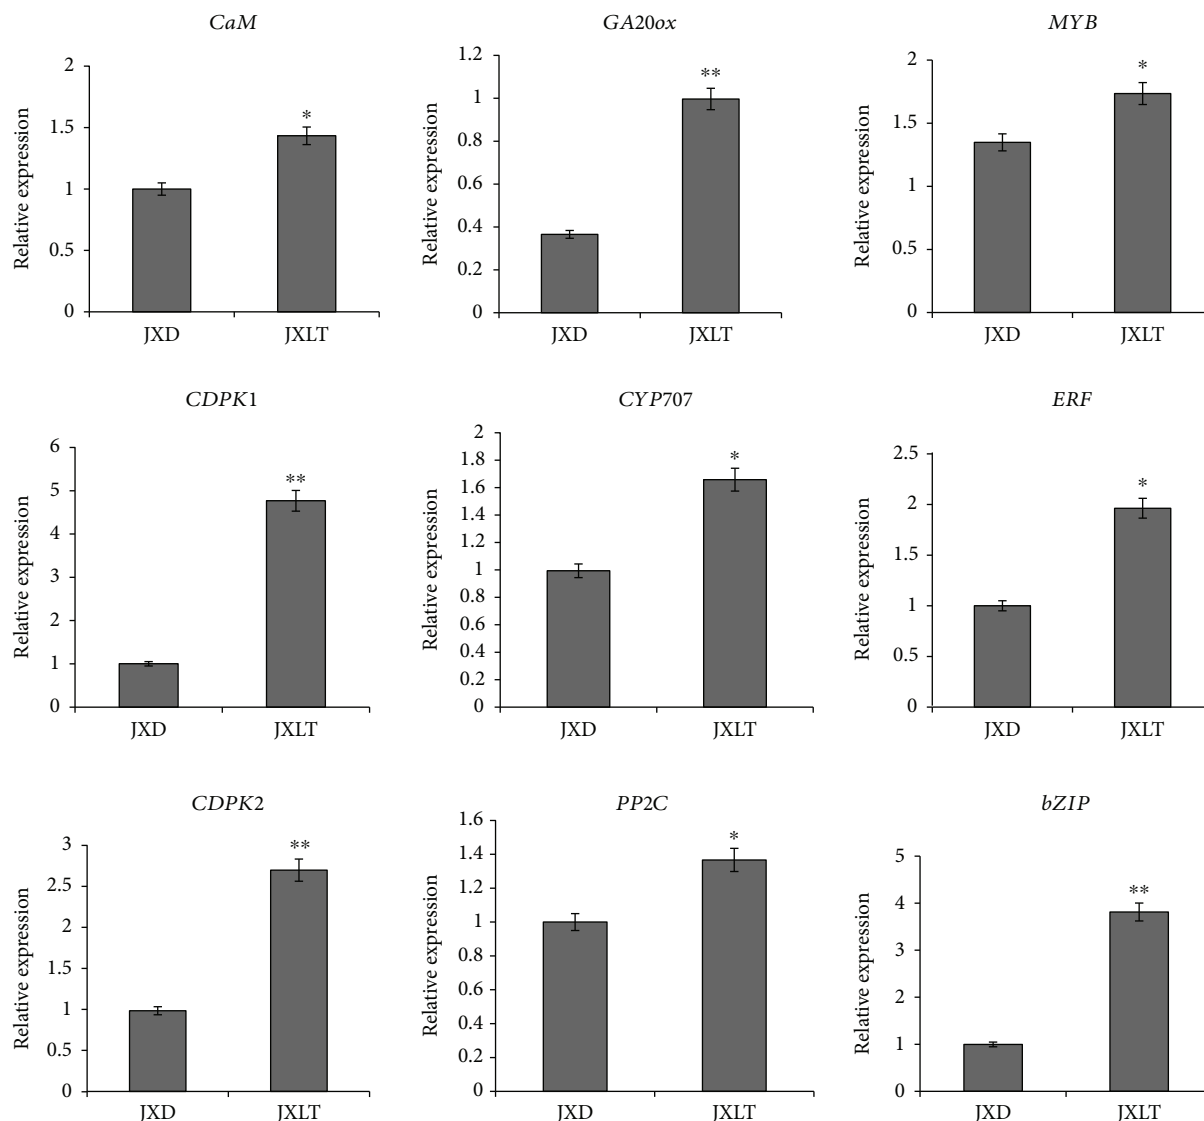 CaM
2
1.5
1
0.5
0
Relative expression
*
JXD JXLT
GA20ox
1.2
1
0.8
0.6
0.4
0.2
0
Relative expression
**
JXD JXLT
MYB
2
1.5
1
0.5
0
Relative expression
*
JXD JXLT
CDPK1
6
5
4
3
2
1
0
Relative expression
**
JXD JXLT
CYP707
2
1.8
1.6
1.4
1.2
1
0.8
0.6
0.4
0.2
0
Relative expression
*
JXD JXLT
ERF
2.5
2
1.5
1
0.5
0
Relative expression
*
JXD JXLT
CDPK2
3
2.5
2
1.5
1
0.5
0
Relative expression
**
JXD JXLT
PP2C
1.6
1.4
1.2
1
0.8
0.6
0.4
0.2
0
Relative expression
*
JXD JXLT
bZIP
5
4
3
2
1
0
Relative expression
**
JXD JXLT